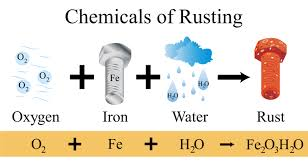 Chemicals of Rusting
O₂
O₂
O₂
Fe
H₂O
H₂O
+ + →
Oxygen Iron Water Rust
O₂ + Fe + H₂O → Fe₂O₃H₂O